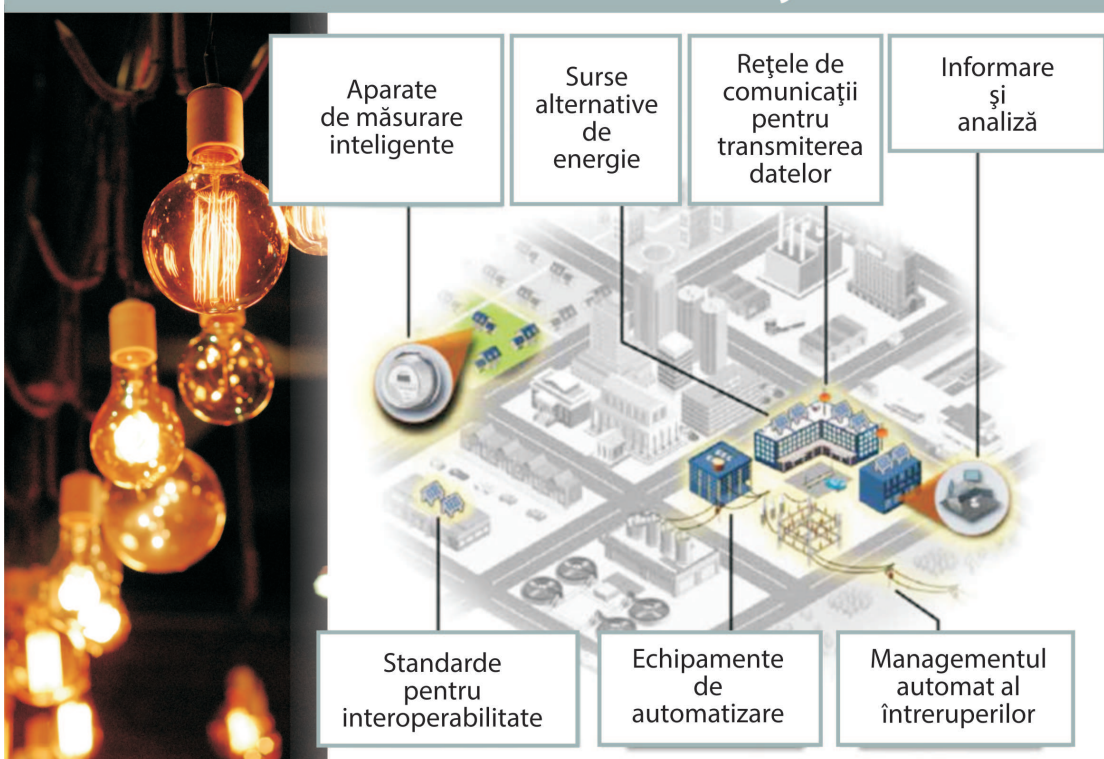 Aparate
de măsurare
inteligente
Surse
alternative
de
energie
Reţele de
comunicaţii
pentru
transmiterea
datelor
Informare
şi
analiză
Standarde
pentru
interoperabilitate
Echipamente
de
automatizare
Managementul
automat al
întreruperilor